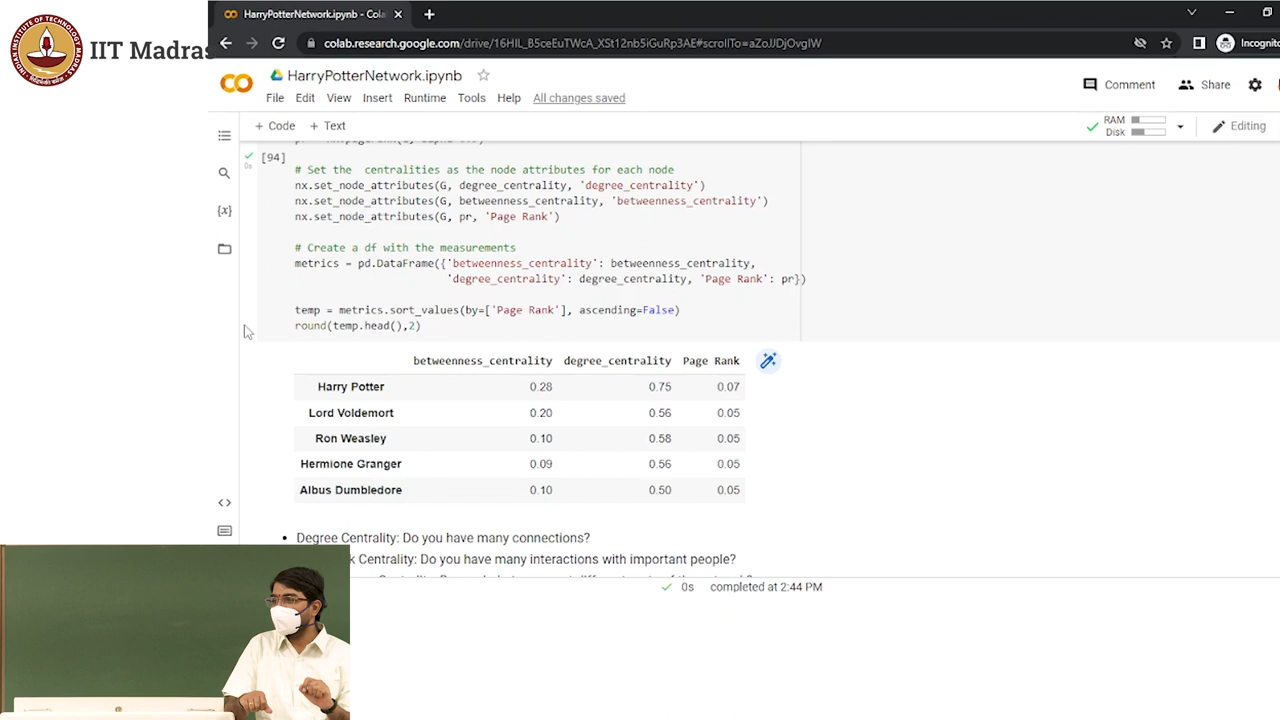 HarryPotterNetwork.ipynb - Cola
IIT Madras
colab.research.google.com/drive/16HIL_B5ceEuTWcA_XSt12nb5iGuRp3AE#scrollTo=aZoJJDjOvgIW
Incognito
HarryPotterNetwork.ipynb
Comment
Share
File Edit View Insert Runtime Tools Help All changes saved
+ Code + Text
RAM
Disk
Editing
[94]
# Set the centralities as the node attributes for each node
nx.set_node_attributes(G, degree_centrality, 'degree_centrality')
nx.set_node_attributes(G, betweenness_centrality, 'betweenness_centrality')
nx.set_node_attributes(G, pr, 'Page Rank')
# Create a df with the measurements
metrics = pd.DataFrame({'betweenness_centrality': betweenness_centrality,
'degree_centrality': degree_centrality, 'Page Rank': pr})
temp = metrics.sort_values(by=['Page Rank'], ascending=False)
round(temp.head(),2)
betweenness_centrality degree_centrality Page Rank
Harry Potter 0.28 0.75 0.07
Lord Voldemort 0.20 0.56 0.05
Ron Weasley 0.10 0.58 0.05
Hermione Granger 0.09 0.56 0.05
Albus Dumbledore 0.10 0.50 0.05
• Degree Centrality: Do you have many connections?
k Centrality: Do you have many interactions with important people?
0s completed at 2:44 PM